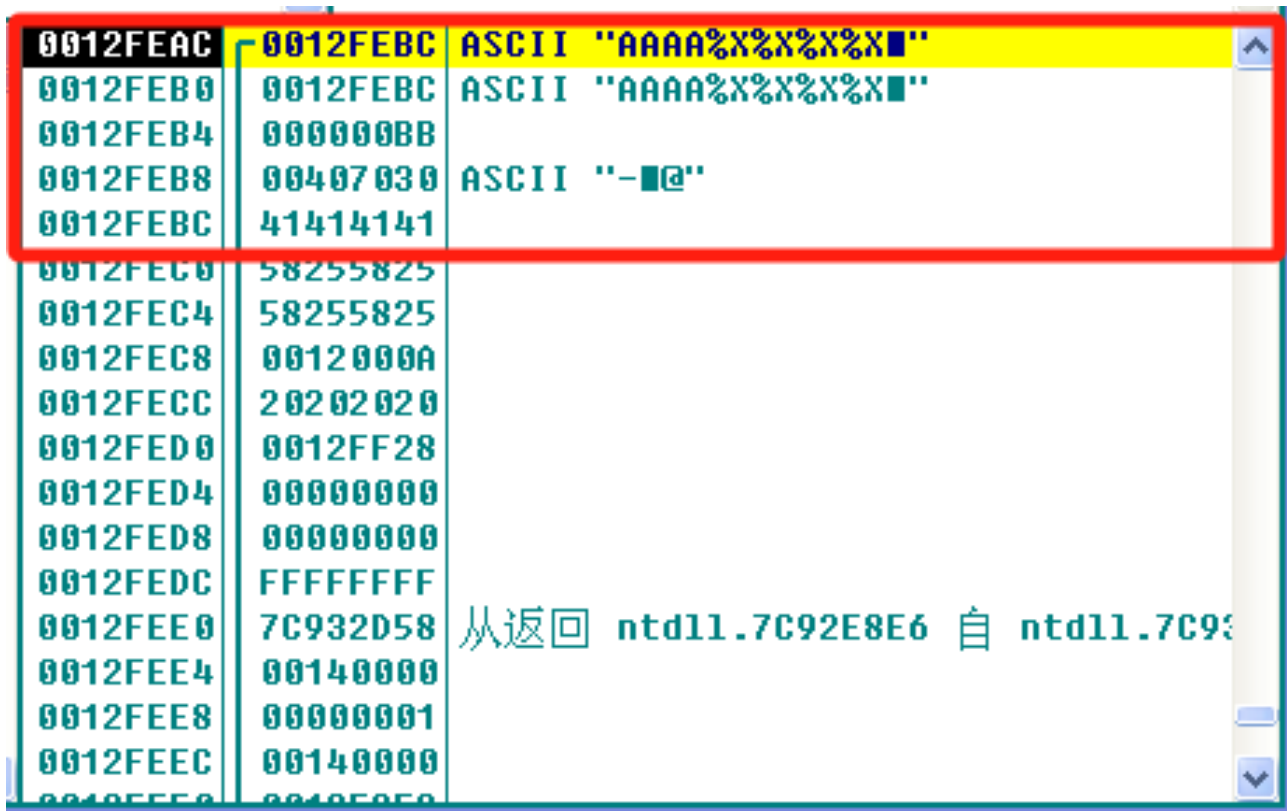 0012FEAC 0012FEBC ASCII "AAAA%X%X%X%X■"
0012FEB0 0012FEBC ASCII "AAAA%X%X%X%X■"
0012FEB4 000000BB
0012FEB8 00407030 ASCII "-■@"
0012FEBC 41414141
0012FEC0 58255825
0012FEC4 58255825
0012FEC8 0012000A
0012FECC 20202020
0012FED0 0012FF28
0012FED4 00000000
0012FED8 00000000
0012FEDC FFFFFFFF
0012FEE0 7C932D58 从返回 ntdll.7C92E8E6 自 ntdll.7C93
0012FEE4 00140000
0012FEE8 00000001
0012FEEC 00140000